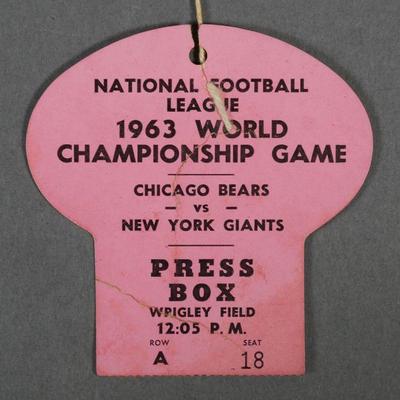 NATIONAL FOOTBALL
LEAGUE
1963 WORLD
CHAMPIONSHIP GAME
CHICAGO BEARS
- vs -
NEW YORK GIANTS
PRESS
BOX
WRIGLEY FIELD
12:05 P. M.
ROW SEAT
A 18